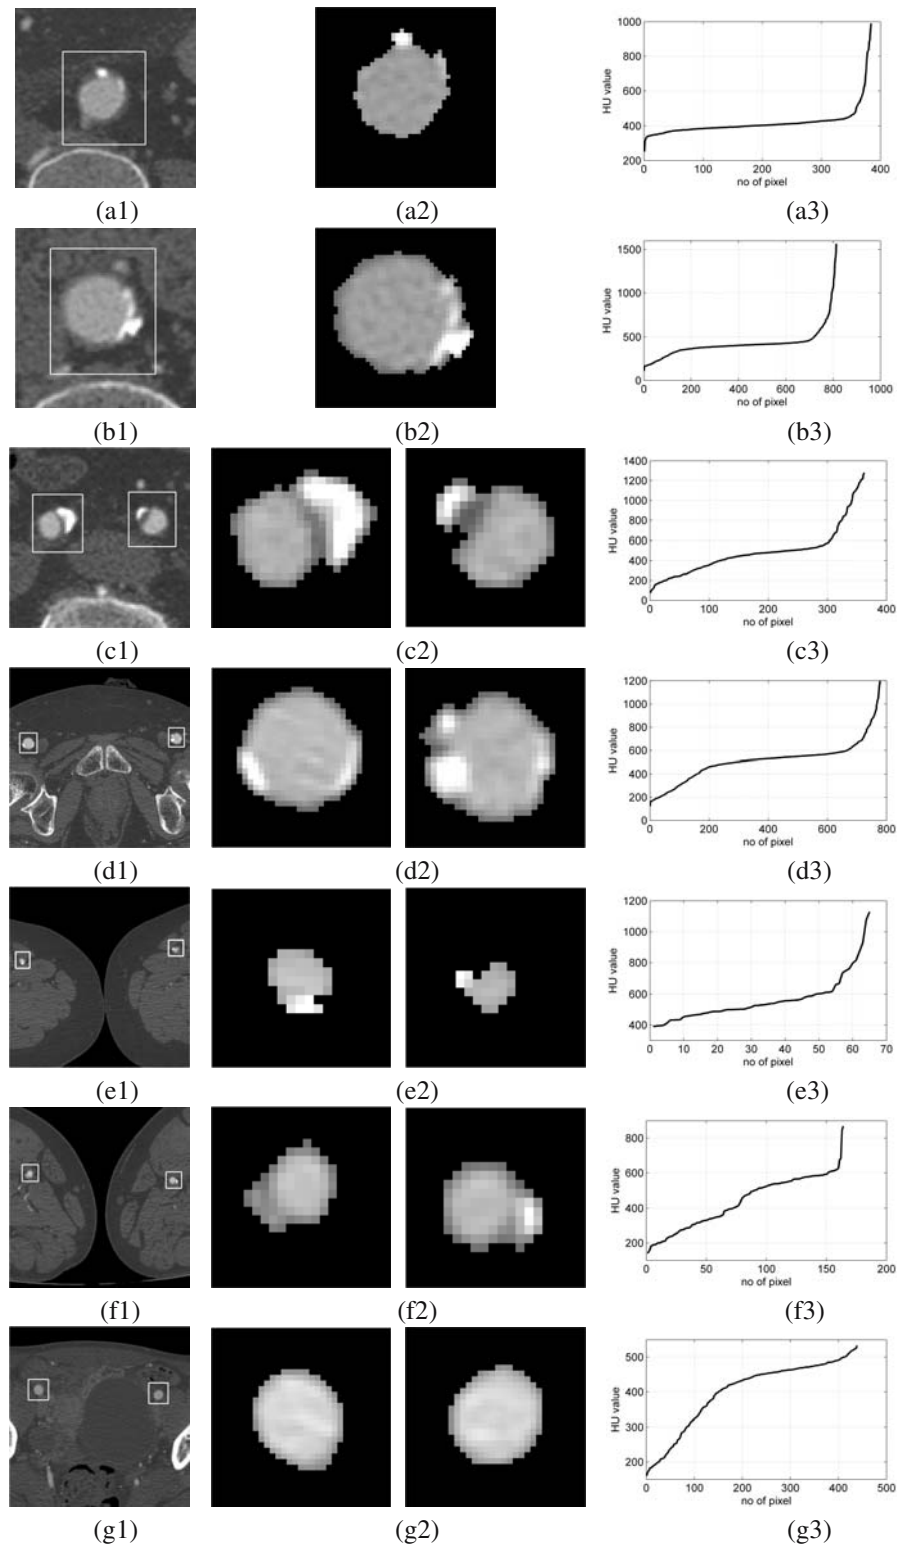 1000
800
600
400
200
HU value
0 100 200 300 400
no of pixel
(a1) (a2) (a3)
1500
1000
500
0
HU value
0 200 400 600 800 1000
no of pixel
(b1) (b2) (b3)
1400
1200
1000
800
600
400
200
0
HU value
0 100 200 300 400
no of pixel
(c1) (c2) (c3)
1200
1000
800
600
400
200
0
HU value
0 200 400 600 800
no of pixel
(d1) (d2) (d3)
1200
1000
800
600
400
HU value
0 10 20 30 40 50 60 70
no of pixel
(e1) (e2) (e3)
800
600
400
200
HU value
0 50 100 150 200
no of pixel
(f1) (f2) (f3)
500
400
300
200
HU value
0 100 200 300 400 500
no of pixel
(g1) (g2) (g3)